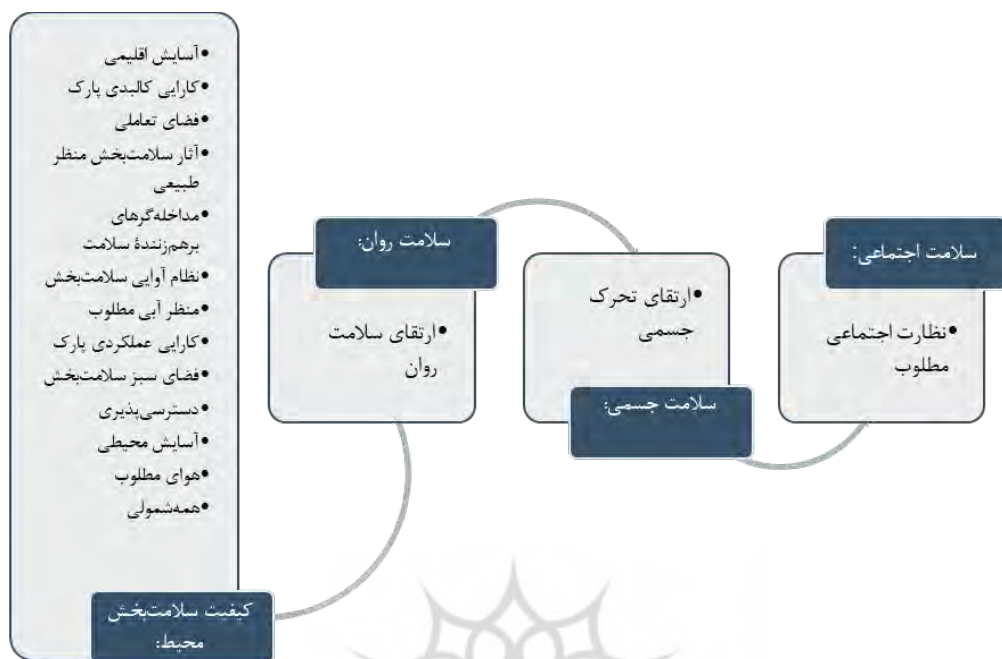 سلامت اجتماعی:
•نظارت اجتماعی
مطلوب
•ارتقای تحرک
جسمی
سلامت جسمی:
سلامت روان:
•ارتقای سلامت
روان
•آسایش اقلیمی
•کارایی کالبدی پارک
•فضای تعاملی
•آثار سلامت‌بخش منظر
طبیعی
•مداخله‌گرهای
برهم‌زنندهٔ سلامت
•نظام آوایی سلامت‌بخش
•منظر آبی مطلوب
•کارایی عملکردی پارک
•فضای سبز سلامت‌بخش
•دسترسی‌پذیری
•آسایش محیطی
•هوای مطلوب
•همه‌شمولی
کیفیت سلامت‌بخش
محیط: